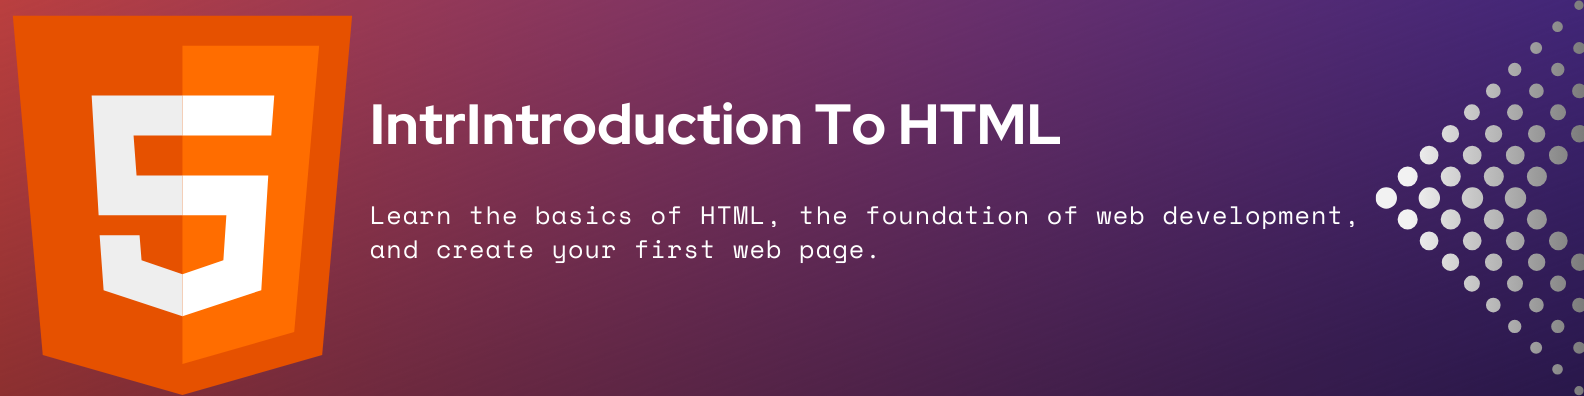 IntrIntroduction To HTML
Learn the basics of HTML, the foundation of web development,
and create your first web page.